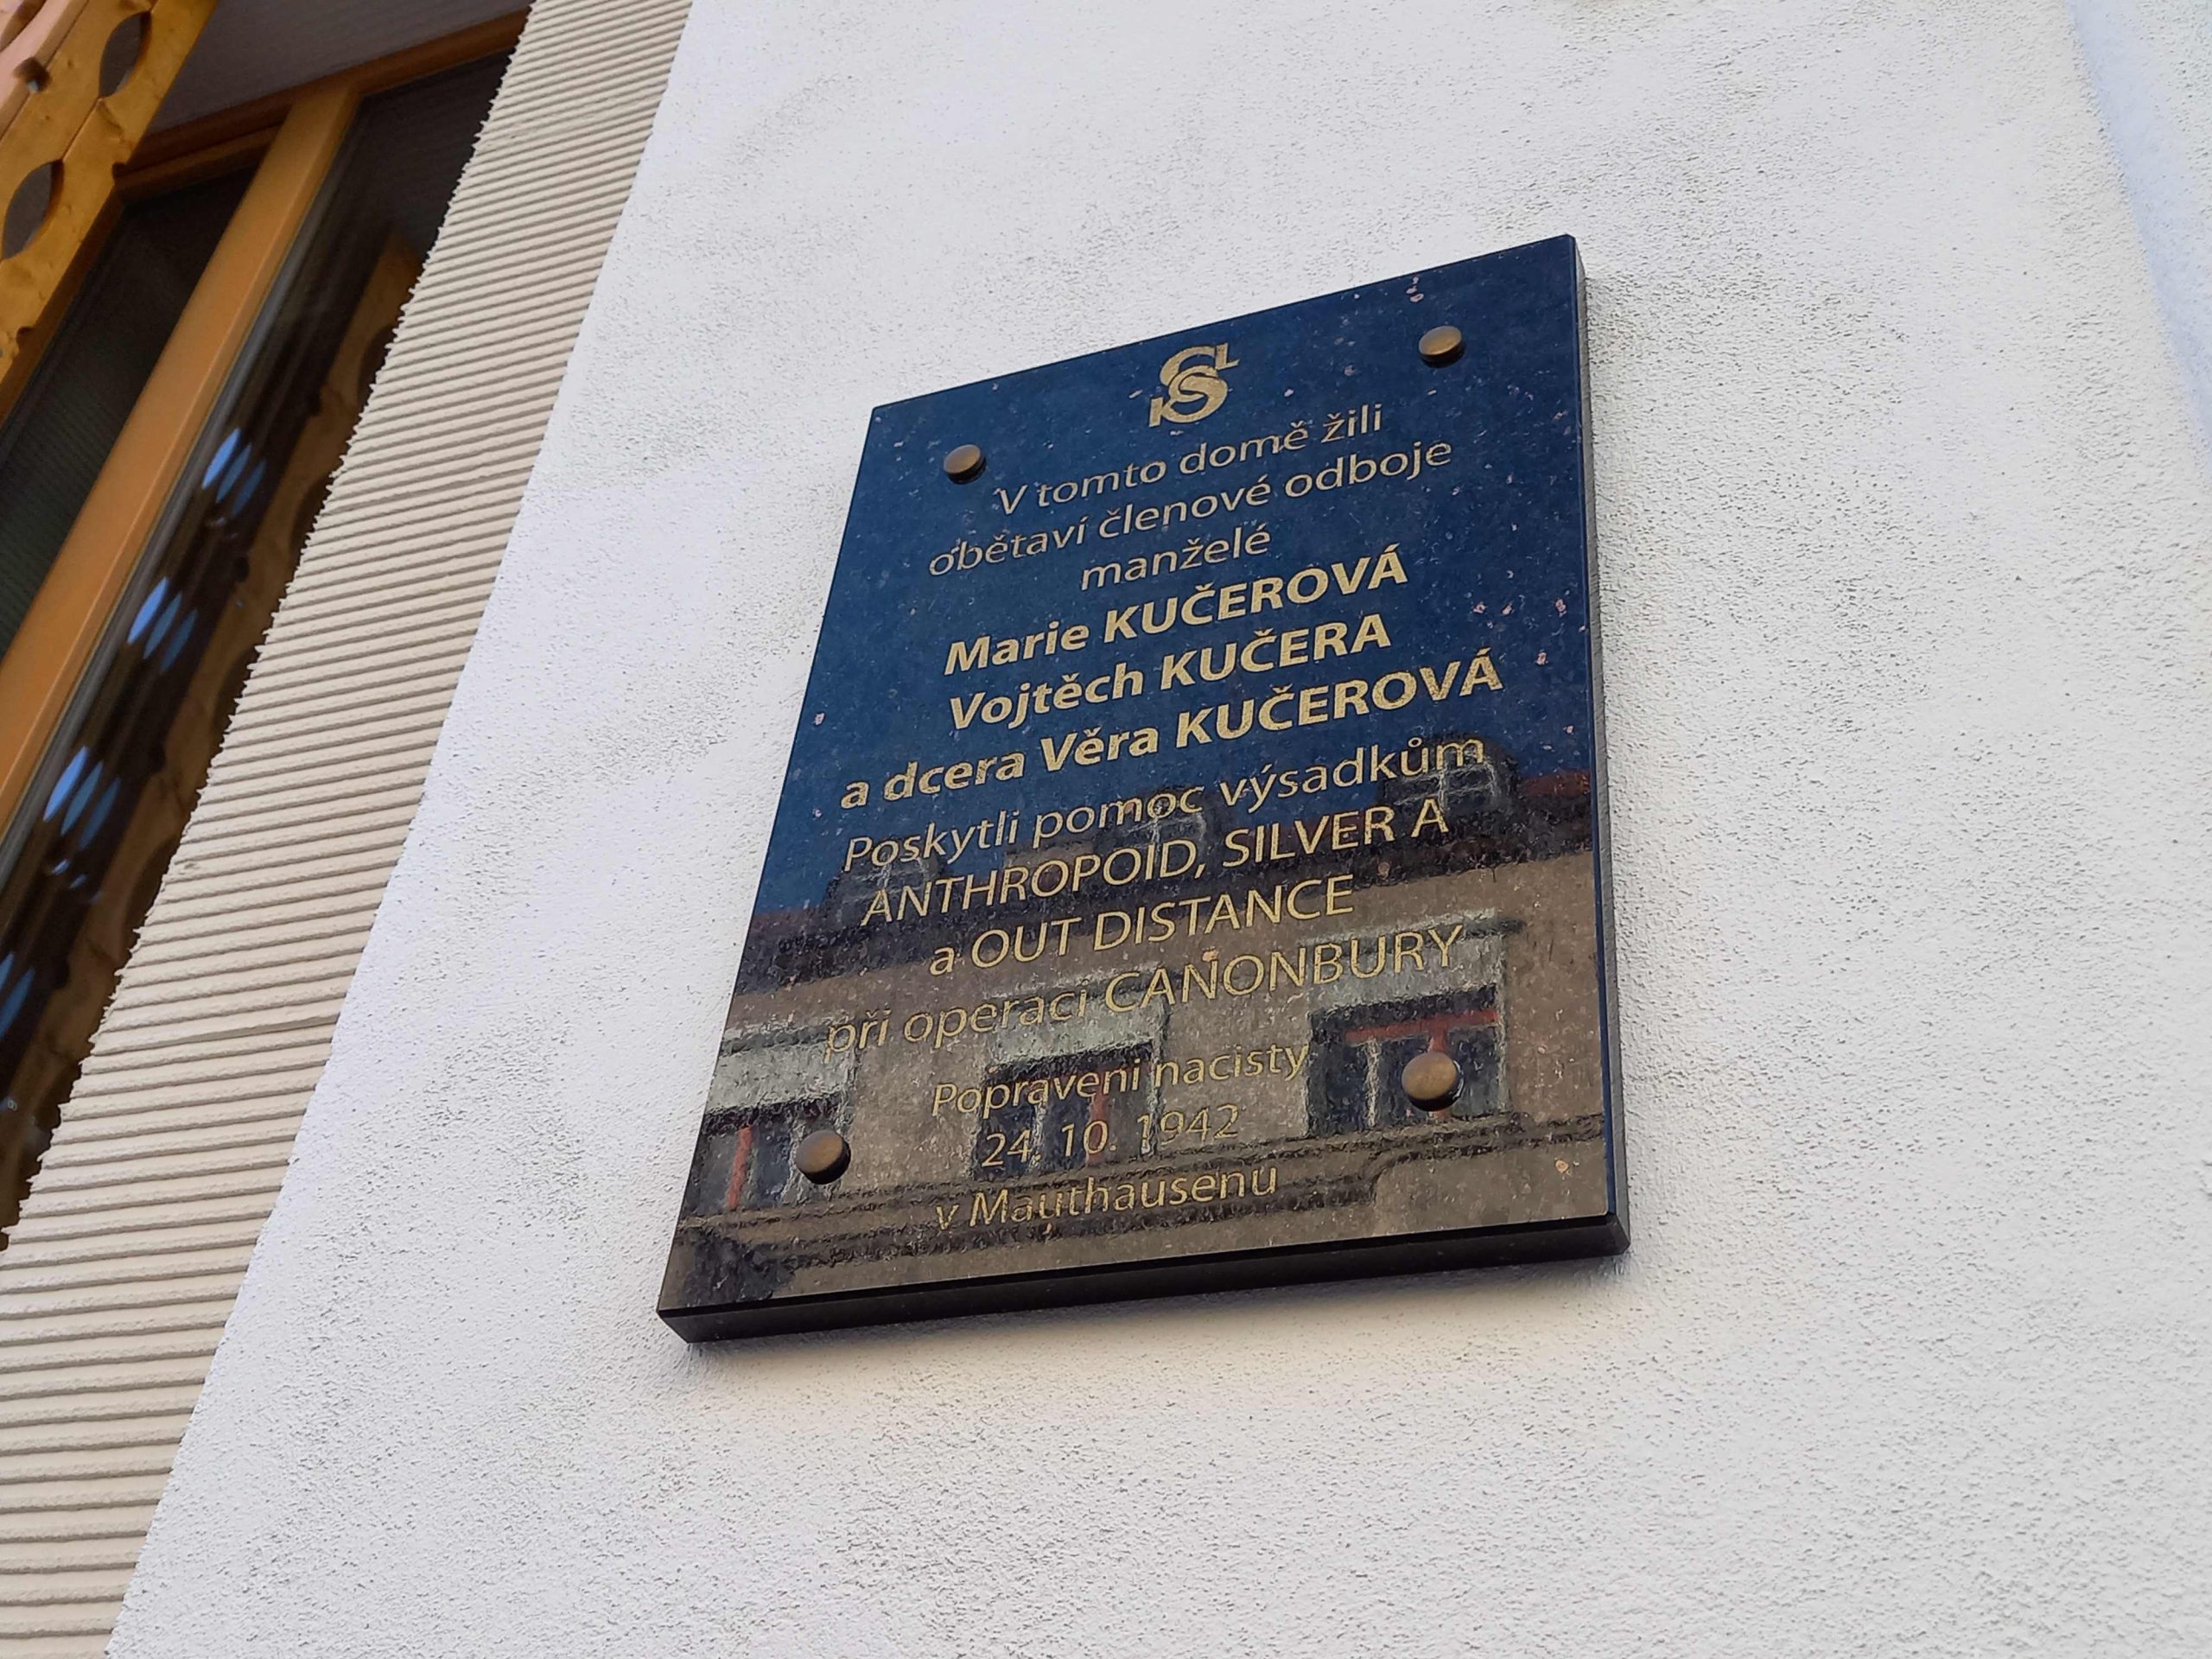 ČSL
V tomto domě žili
obětaví členové odboje
manželé
Marie KUČEROVÁ
Vojtěch KUČERA
a dcera Věra KUČEROVÁ
Poskytli pomoc výsadkům
ANTHROPOID, SILVER A
a OUT DISTANCE
při operaci CANONBURY
Popraveni nacisty
24. 10. 1942
v Mauthausenu